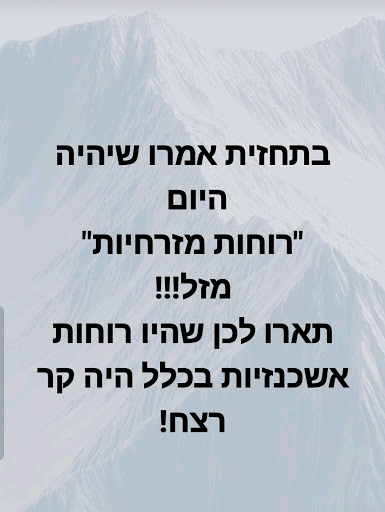 בתחזית אמרו שיהיה
היום
"רוחות מזרחיות"
מזל!!!
תארו לכן שהיו רוחות
אשכנזיות בכלל היה קר
רצח!